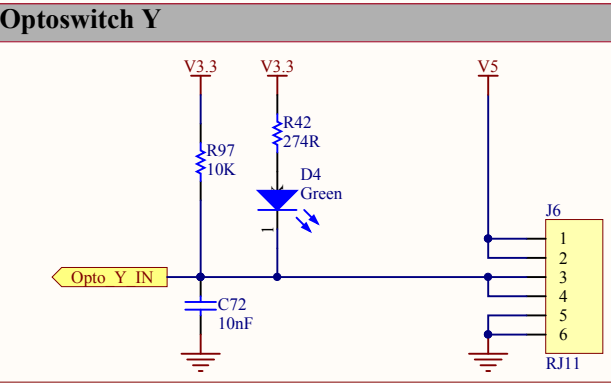 Optoswitch Y
V3.3
V3.3
V5
R97
10K
R42
274R
D4
Green
1
Opto_Y_IN
C72
10nF
J6
1
2
3
4
5
6
RJ11